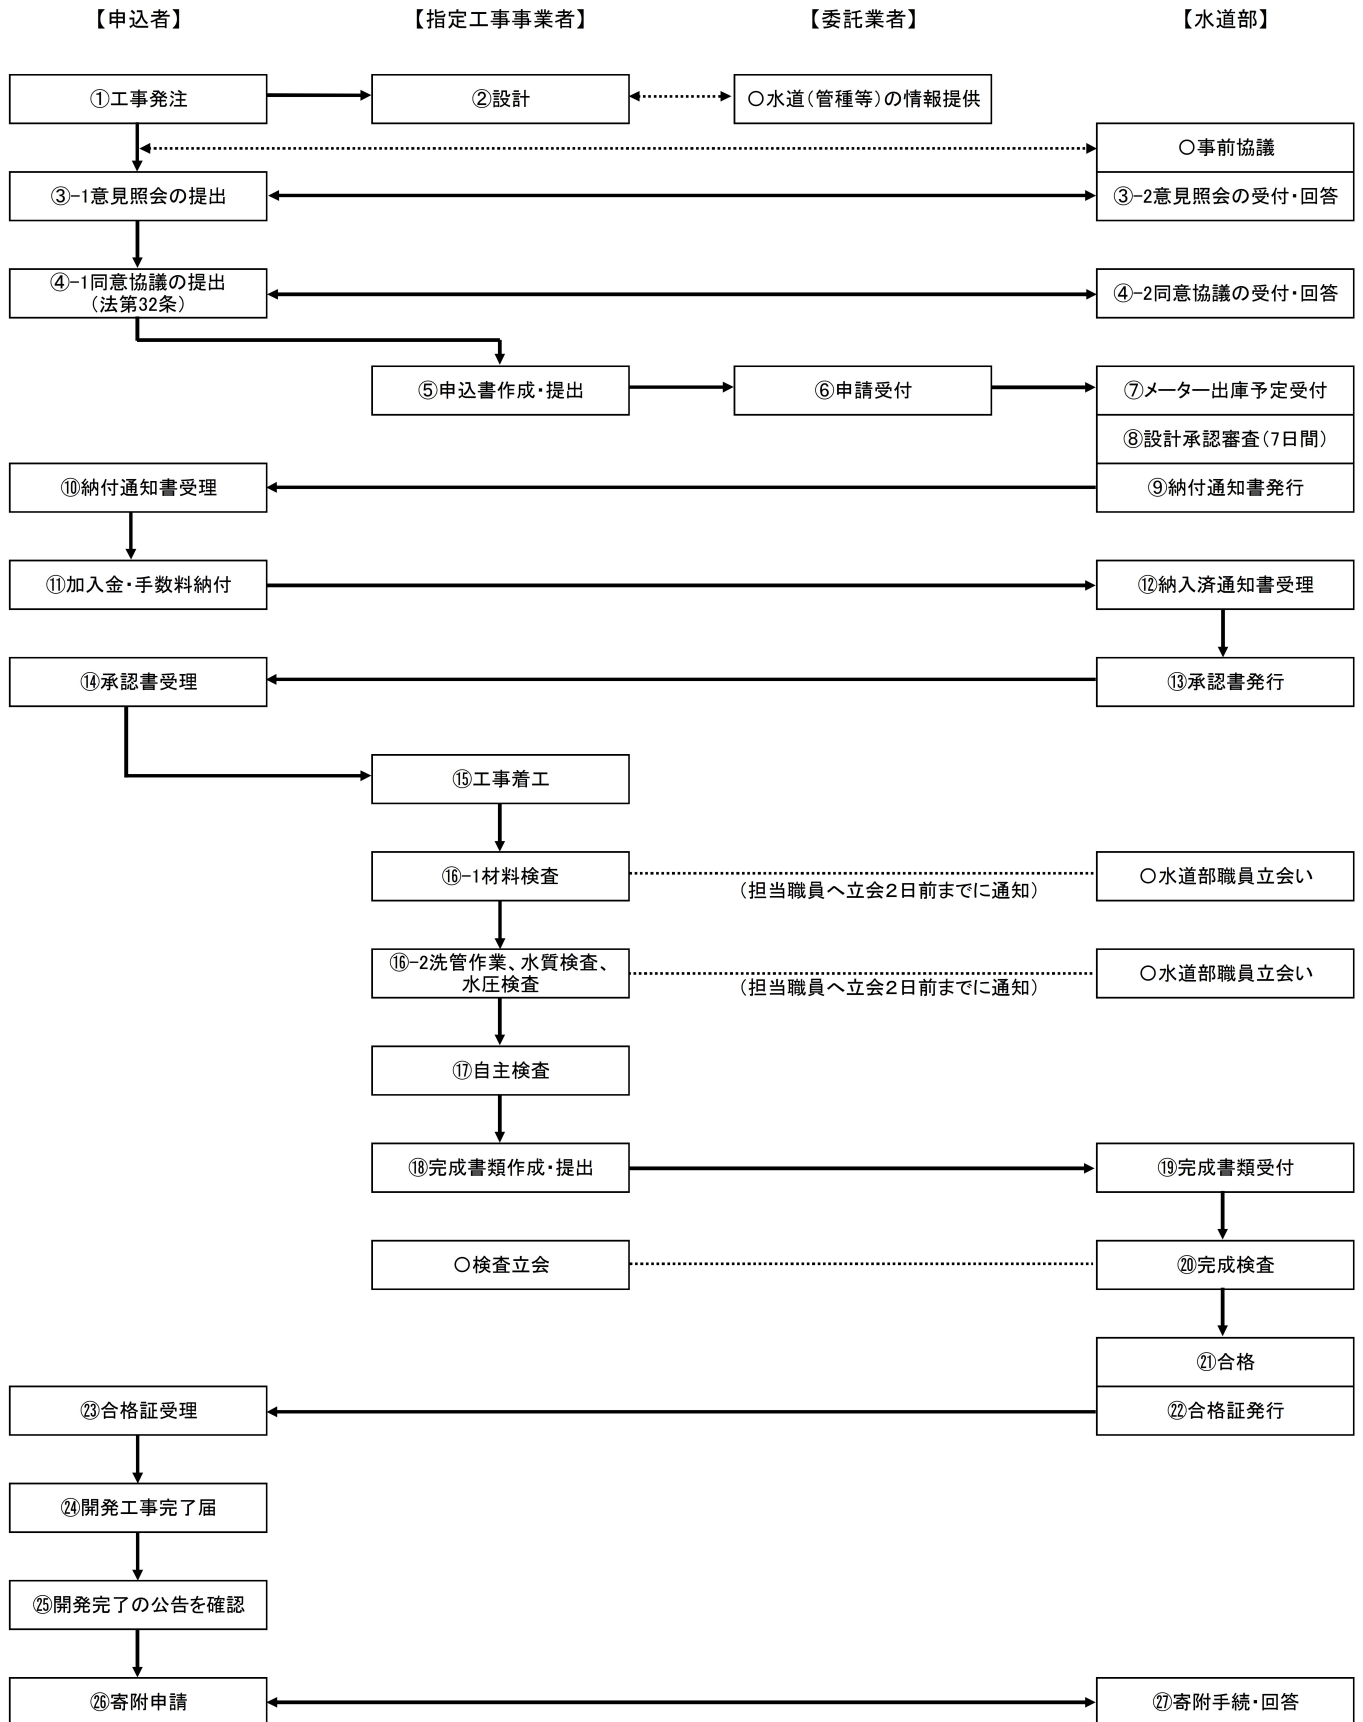 【申込者】
【指定工事事業者】
【委託業者】
【水道部】
①工事発注
②設計
○水道(管種等)の情報提供
○事前協議
③-1意見照会の提出
③-2意見照会の受付・回答
④-1同意協議の提出
(法第32条)
④-2同意協議の受付・回答
⑤申込書作成・提出
⑥申請受付
⑦メーター出庫予定受付
⑧設計承認審査(7日間)
⑩納付通知書受理
⑨納付通知書発行
⑪加入金・手数料納付
⑫納入済通知書受理
⑭承認書受理
⑬承認書発行
⑮工事着工
⑯-1材料検査
(担当職員へ立会2日前までに通知)
○水道部職員立会い
⑯-2洗管作業、水質検査、
水圧検査
(担当職員へ立会2日前までに通知)
○水道部職員立会い
⑰自主検査
⑱完成書類作成・提出
⑲完成書類受付
○検査立会
⑳完成検査
㉑合格
㉓合格証受理
㉒合格証発行
㉔開発工事完了届
㉕開発完了の公告を確認
㉖寄附申請
㉗寄附手続・回答